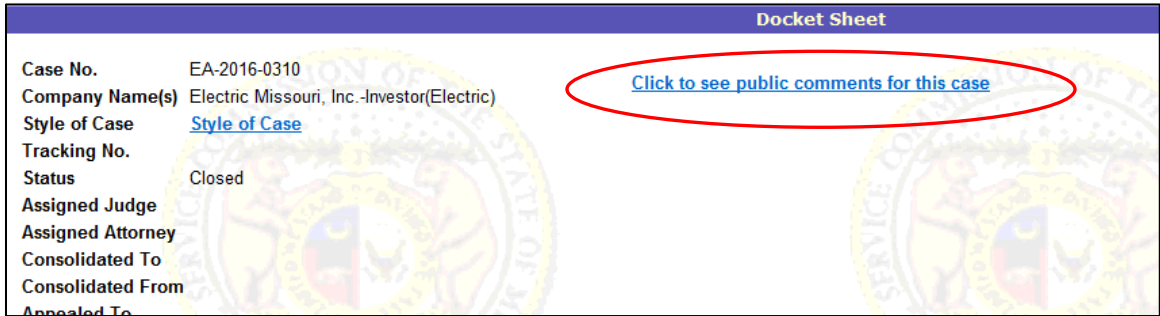 Docket Sheet
Case No. EA-2016-0310
Click to see public comments for this case
Company Name(s) Electric Missouri, Inc.-Investor(Electric)
Style of Case Style of Case
Tracking No.
Status Closed
Assigned Judge
Assigned Attorney
Consolidated To
Consolidated From
Appealed To